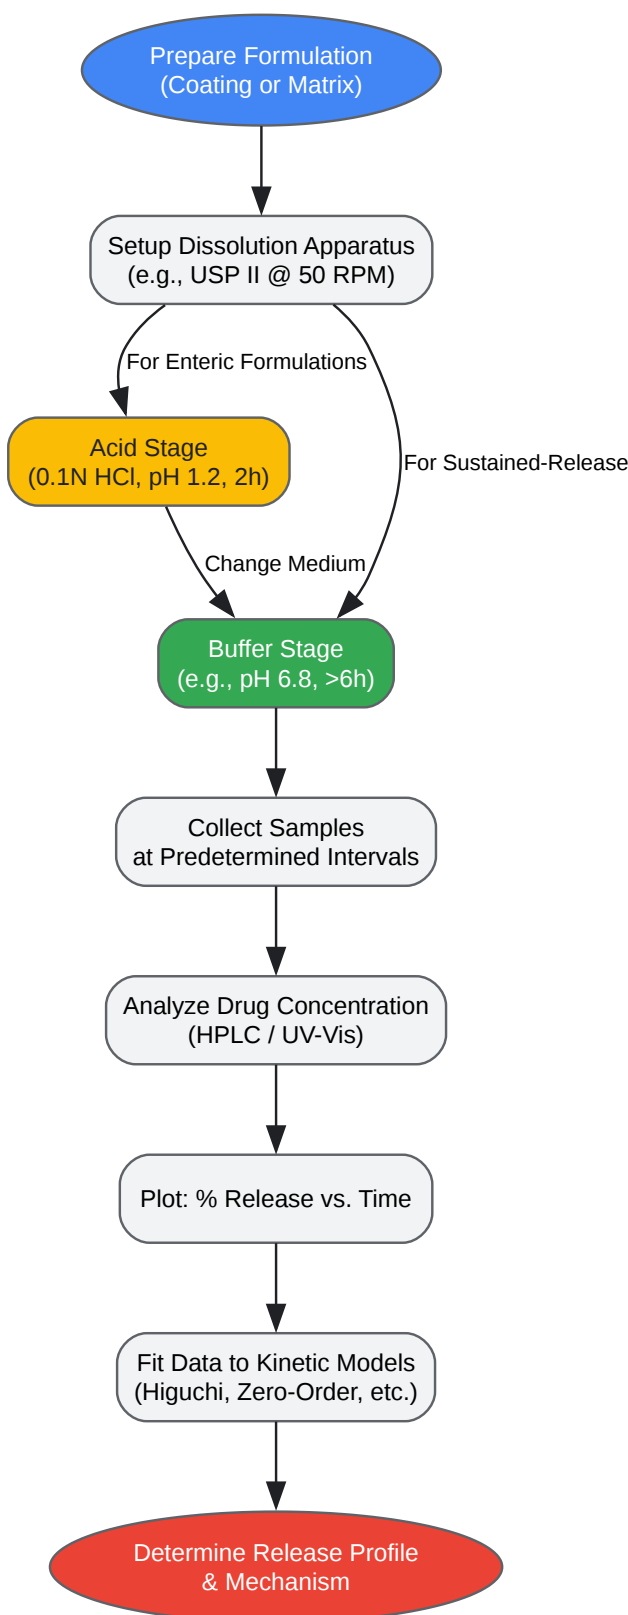 Prepare Formulation
(Coating or Matrix)
Setup Dissolution Apparatus
(e.g., USP II @ 50 RPM)
For Enteric Formulations
Acid Stage
(0.1N HCl, pH 1.2, 2h)
For Sustained-Release
Change Medium
Buffer Stage
(e.g., pH 6.8, >6h)
Collect Samples
at Predetermined Intervals
Analyze Drug Concentration
(HPLC / UV-Vis)
Plot: % Release vs. Time
Fit Data to Kinetic Models
(Higuchi, Zero-Order, etc.)
Determine Release Profile
& Mechanism